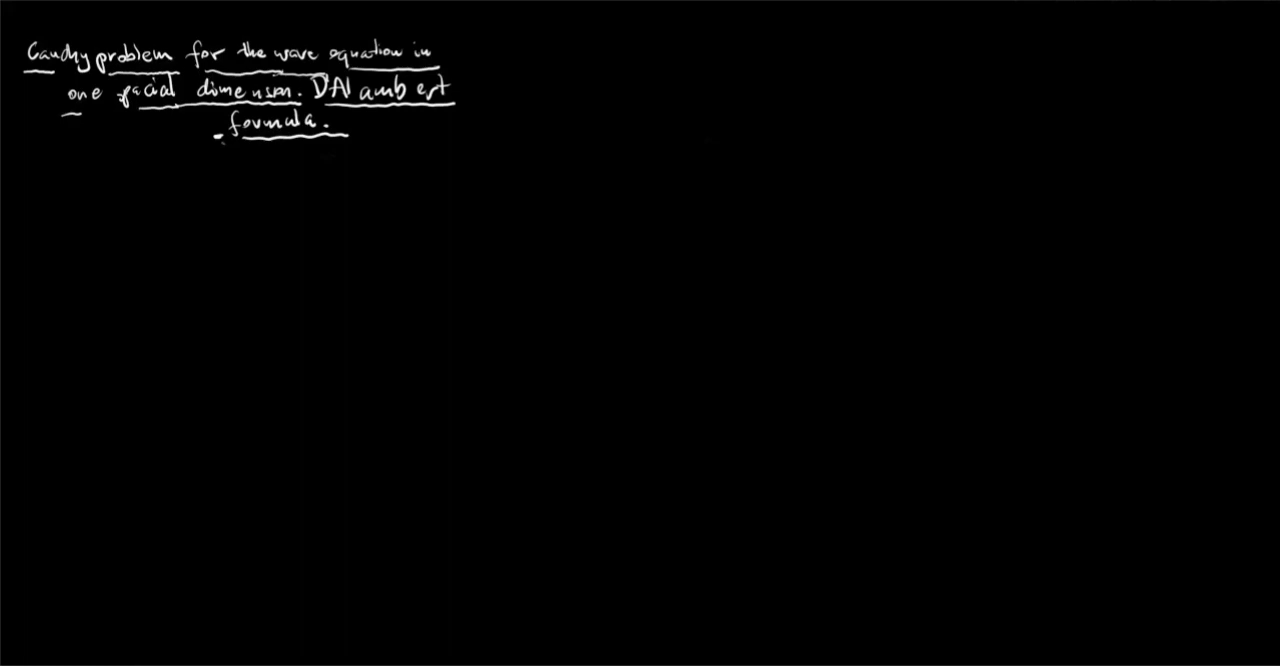 Cauchy problem for the wave equation in
one spacial dimension. D'Alambert
formula.